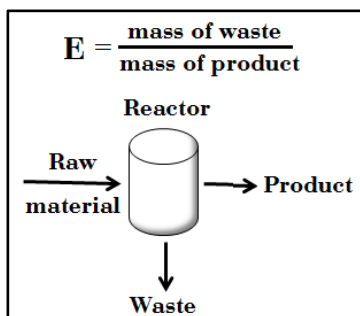 E = mass of waste / mass of product
Reactor
Raw
material
Product
Waste